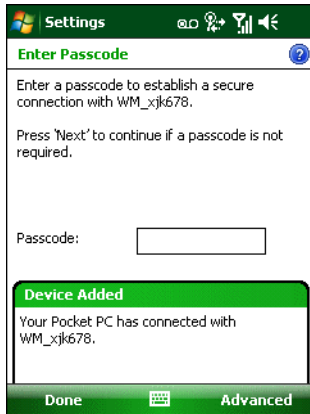 Settings
Enter Passcode
?
Enter a passcode to establish a secure
connection with WM_xjk678.
Press 'Next' to continue if a passcode is not
required.
Passcode:
Device Added
Your Pocket PC has connected with
WM_xjk678.
Done
Advanced